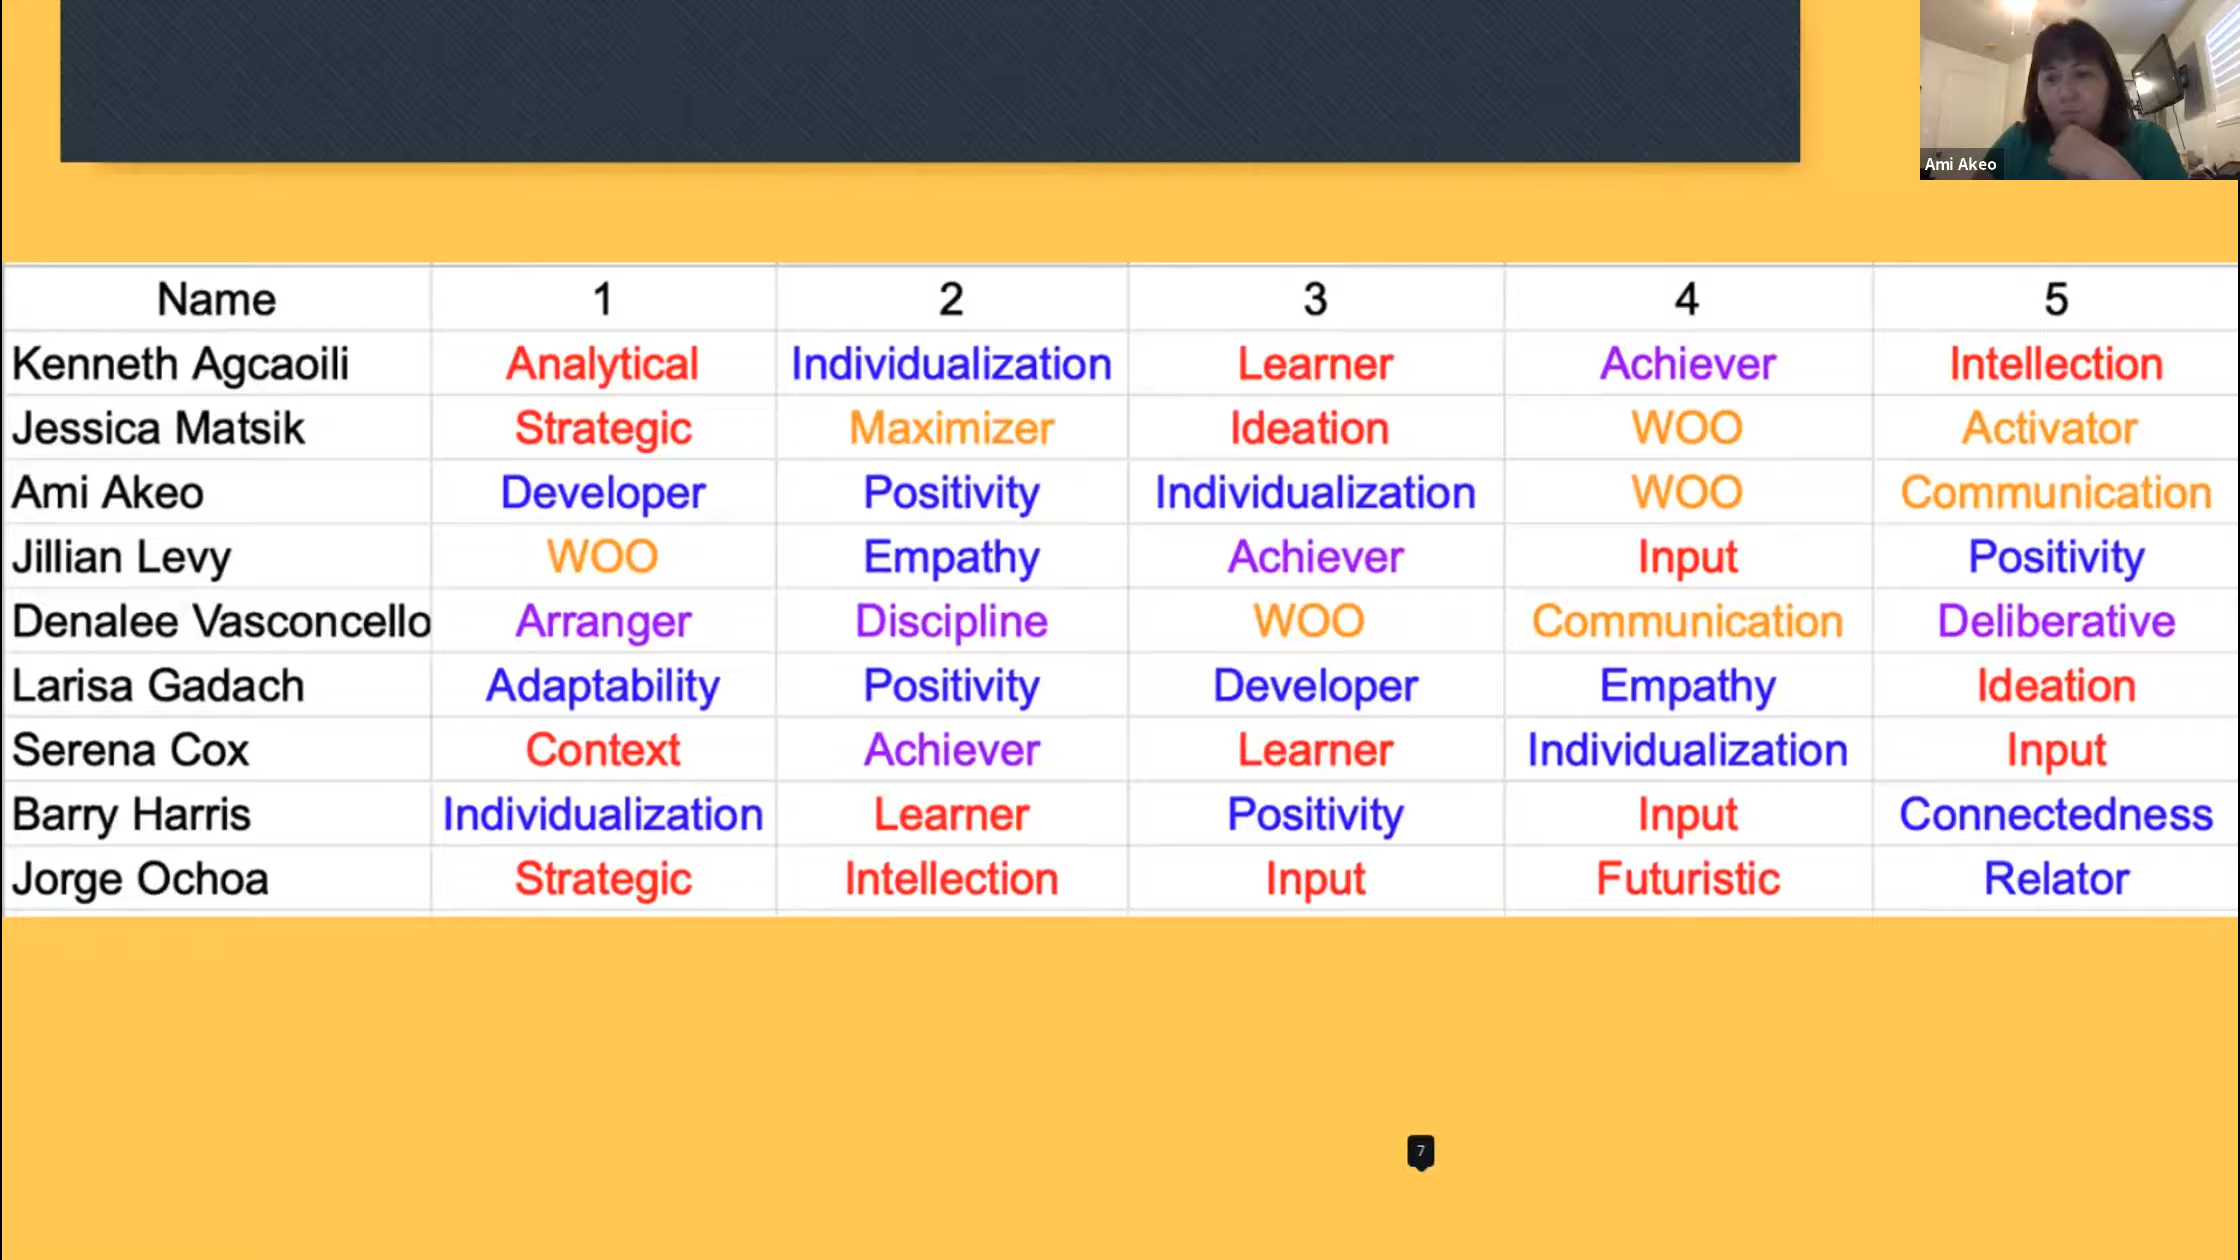 Ami Akeo
Name 1 2 3 4 5
Kenneth Agcaoili Analytical Individualization Learner Achiever Intellection
Jessica Matsik Strategic Maximizer Ideation WOO Activator
Ami Akeo Developer Positivity Individualization WOO Communication
Jillian Levy WOO Empathy Achiever Input Positivity
Denalee Vasconcello Arranger Discipline WOO Communication Deliberative
Larisa Gadach Adaptability Positivity Developer Empathy Ideation
Serena Cox Context Achiever Learner Individualization Input
Barry Harris Individualization Learner Positivity Input Connectedness
Jorge Ochoa Strategic Intellection Input Futuristic Relator
7